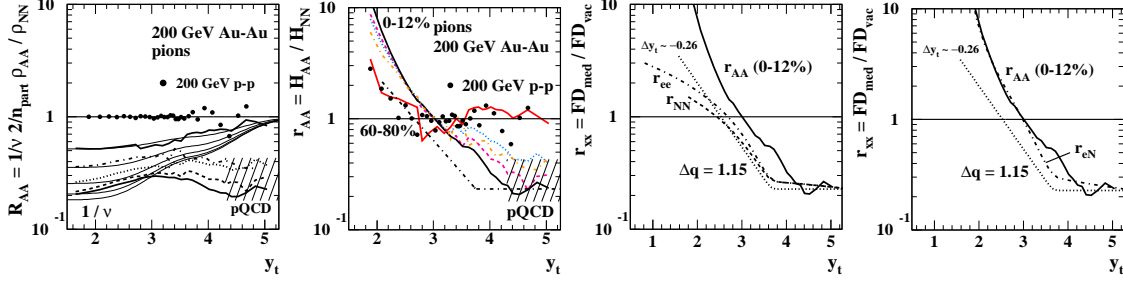 R_AA = 1/ν 2/n_part ρ_AA / ρ_NN
1
10 -1
200 GeV Au-Au
pions
200 GeV p-p
1 / ν
pQCD
1 2 3 4 5
y_t
r_AA = H_AA / H_NN
10
1
10 -1
0-12% pions
200 GeV Au-Au
200 GeV p-p
60-80%
pQCD
1 2 3 4 5
y_t
r_xx = FD_med / FD_vac
10
1
10 -1
Δy_t ~ −0.26
r_AA (0-12%)
r_ee
r_NN
Δq = 1.15
1 2 3 4 5
y_t
r_xx = FD_med / FD_vac
10
1
10 -1
Δy_t ~ −0.26
r_AA (0-12%)
r_eN
Δq = 1.15
1 2 3 4 5
y_t